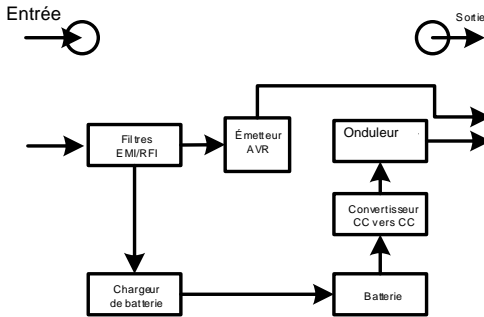 Entrée
Sortie
Filtres
EMI/RFI
Émetteur
AVR
Onduleur
Convertisseur
CC vers CC
Chargeur
de batterie
Batterie